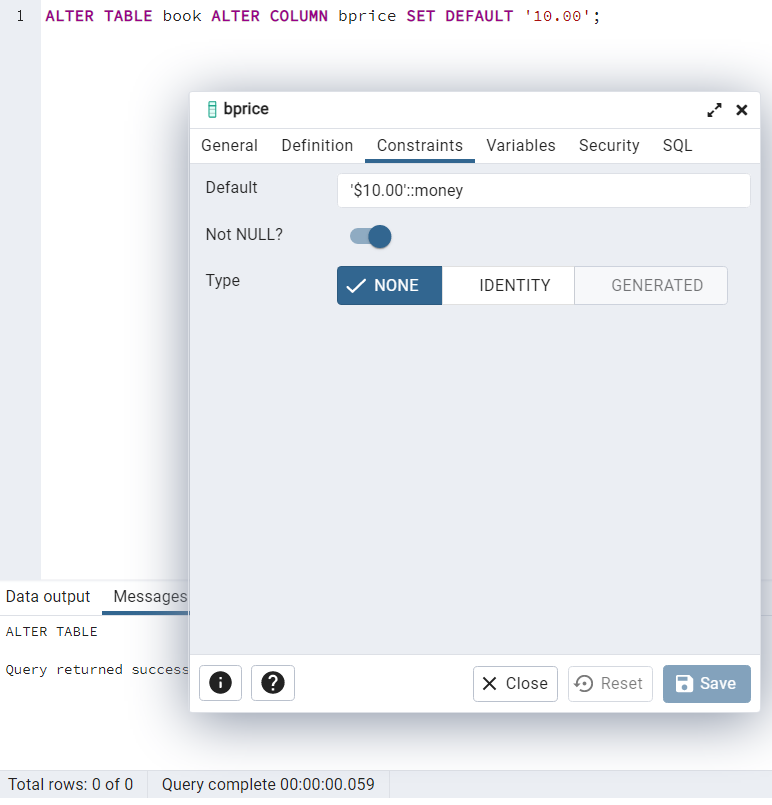 1 ALTER TABLE book ALTER COLUMN bprice SET DEFAULT '10.00';
bprice
General Definition Constraints Variables Security SQL
Default '$10.00'::money
Not NULL?
Type NONE IDENTITY GENERATED
Data output Messages
ALTER TABLE
Query returned success
Close Reset Save
Total rows: 0 of 0 Query complete 00:00:00.059